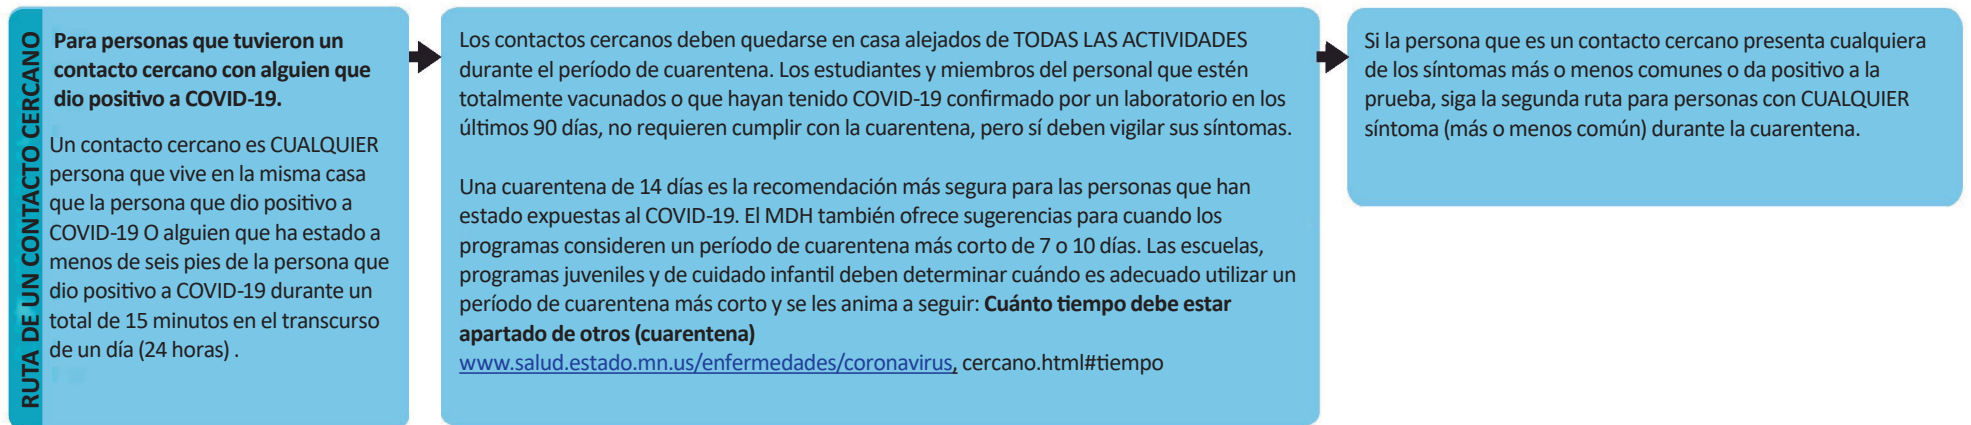 RUTA DE UN CONTACTO CERCANO
Para personas que tuvieron un
contacto cercano con alguien que
dio positivo a COVID-19.
Un contacto cercano es CUALQUIER
persona que vive en la misma casa
que la persona que dio positivo a
COVID-19 O alguien que ha estado a
menos de seis pies de la persona que
dio positivo a COVID-19 durante un
total de 15 minutos en el transcurso
de un día (24 horas) .
Los contactos cercanos deben quedarse en casa alejados de TODAS LAS ACTIVIDADES
durante el período de cuarentena. Los estudiantes y miembros del personal que estén
totalmente vacunados o que hayan tenido COVID-19 confirmado por un laboratorio en los
últimos 90 días, no requieren cumplir con la cuarentena, pero sí deben vigilar sus síntomas.
Una cuarentena de 14 días es la recomendación más segura para las personas que han
estado expuestas al COVID-19. El MDH también ofrece sugerencias para cuando los
programas consideren un período de cuarentena más corto de 7 o 10 días. Las escuelas,
programas juveniles y de cuidado infantil deben determinar cuándo es adecuado utilizar un
período de cuarentena más corto y se les anima a seguir: Cuánto tiempo debe estar
apartado de otros (cuarentena)
www.salud.estado.mn.us/enfermedades/coronavirus, cercano.html#tiempo
Si la persona que es un contacto cercano presenta cualquiera
de los síntomas más o menos comunes o da positivo a la
prueba, siga la segunda ruta para personas con CUALQUIER
síntoma (más o menos común) durante la cuarentena.